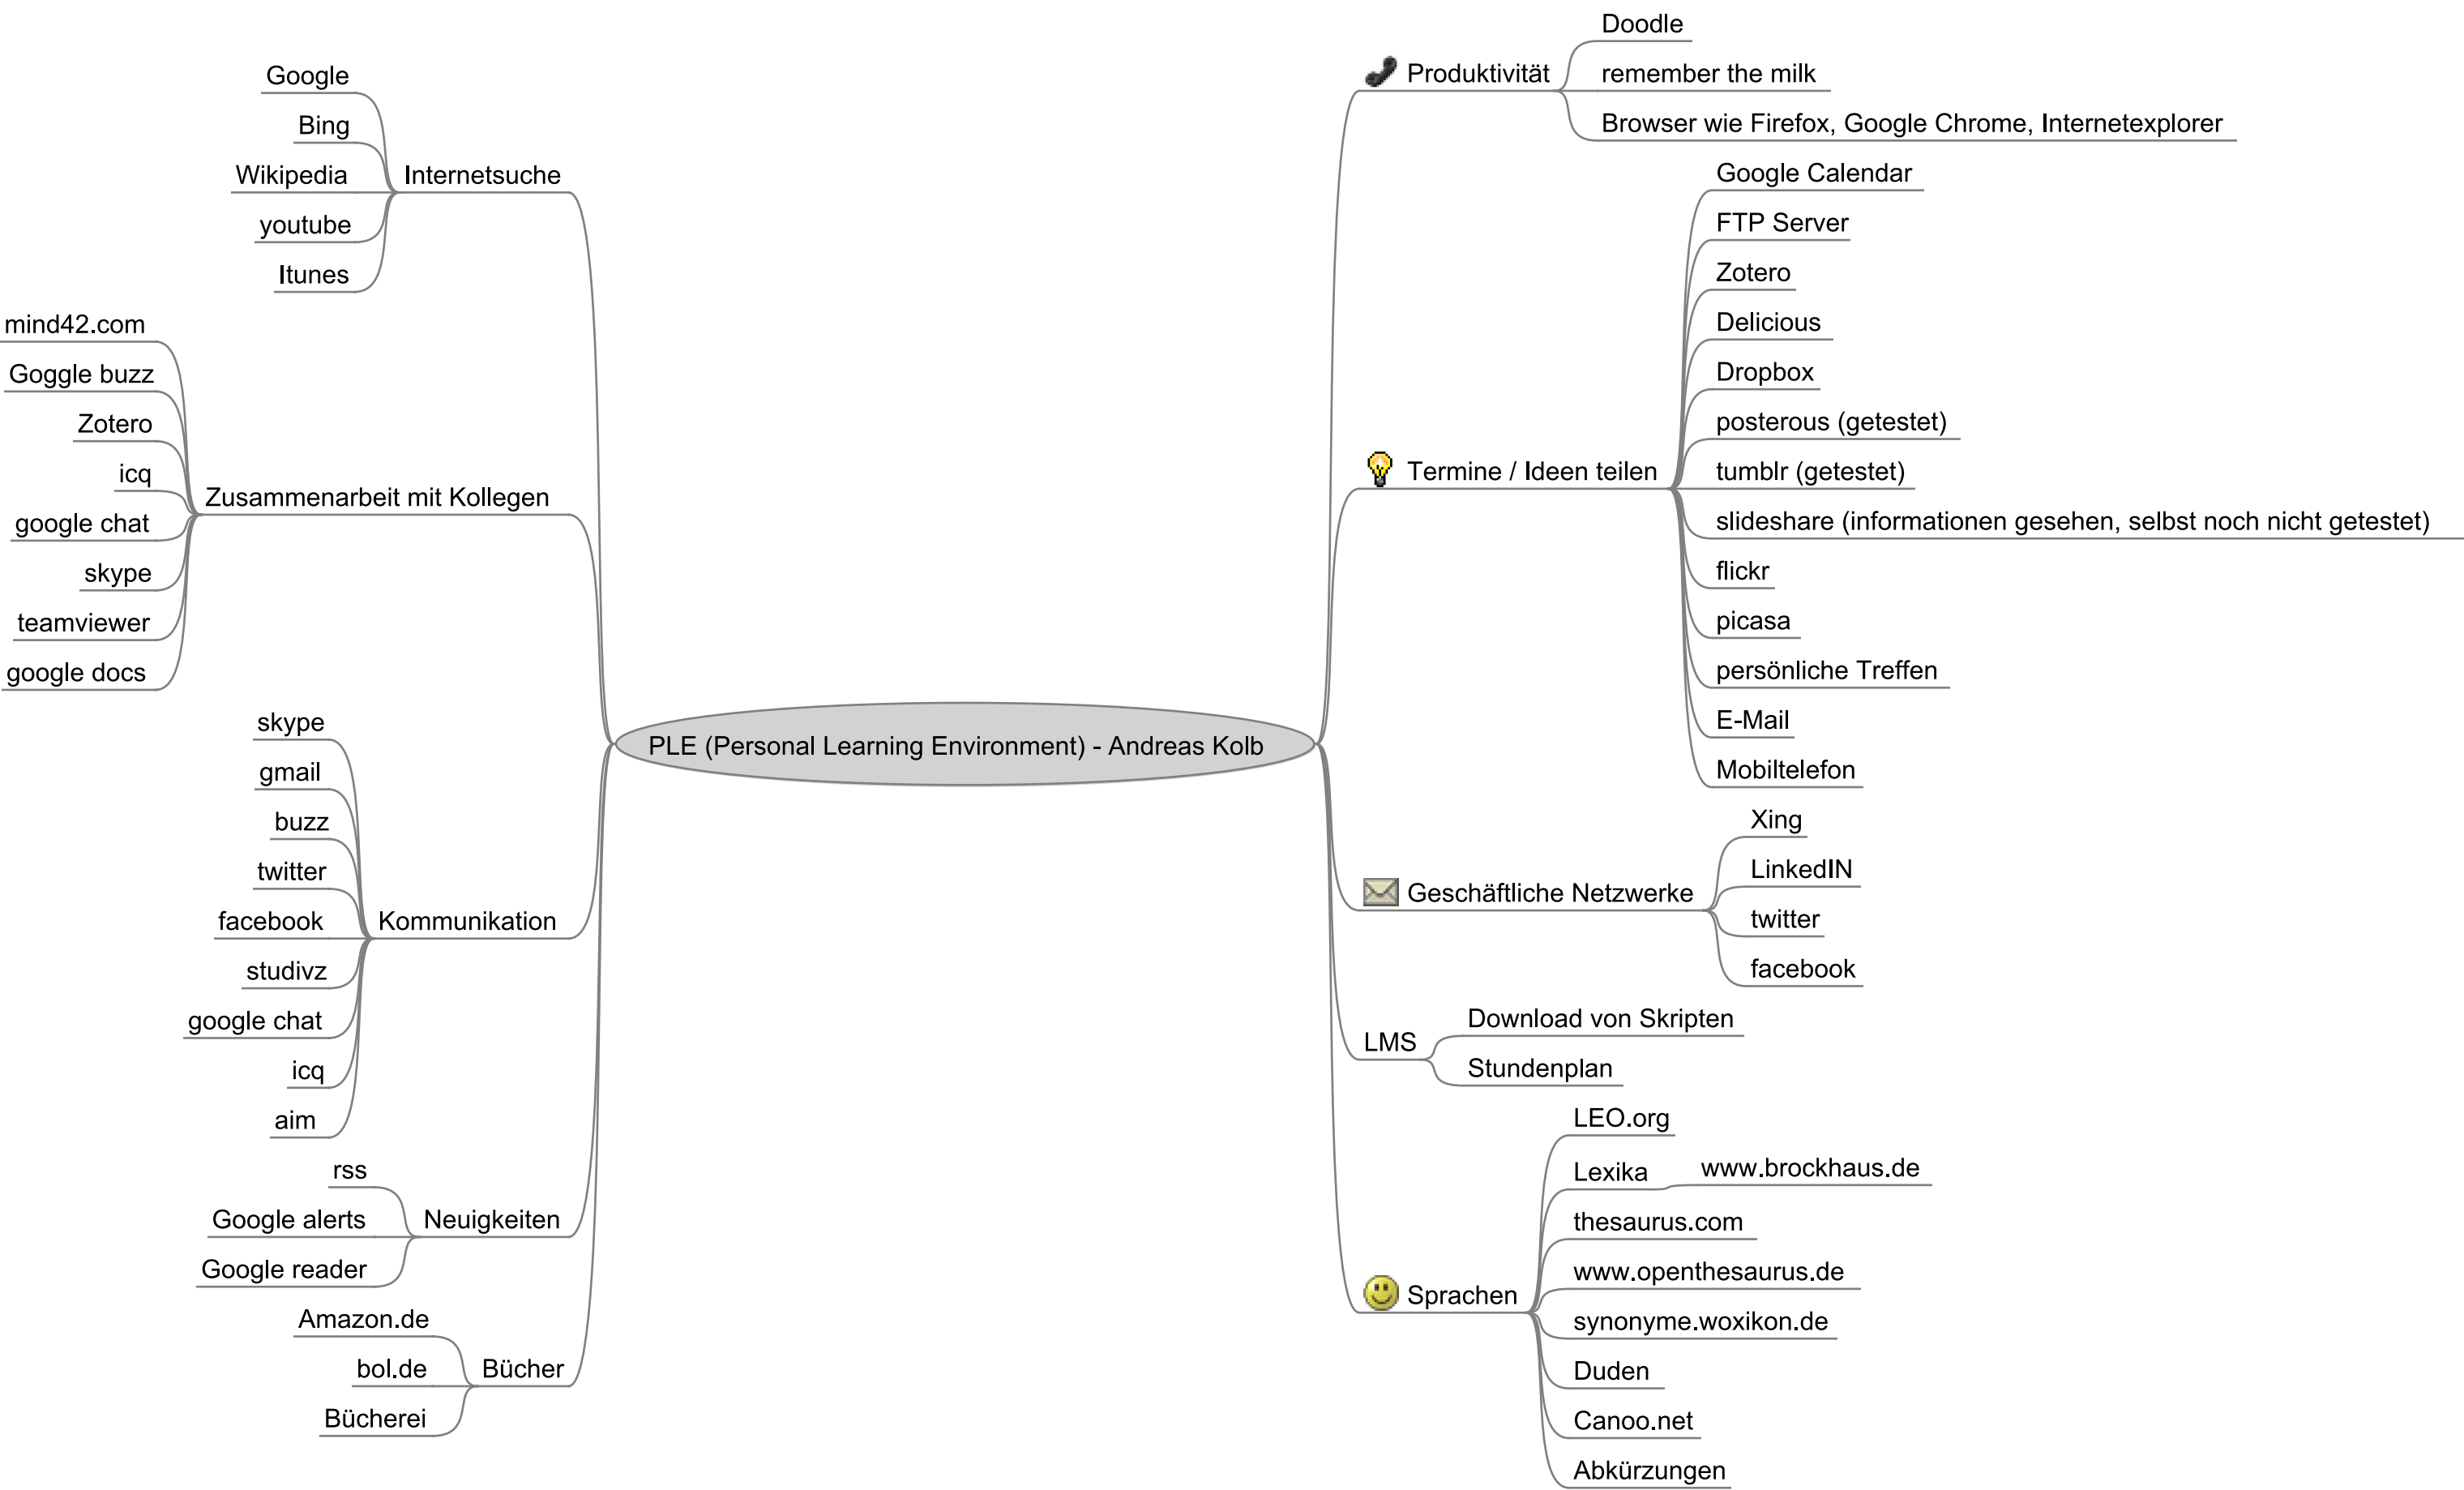 PLE (Personal Learning Environment) - Andreas Kolb
Internetsuche
Google
Bing
Wikipedia
youtube
Itunes
Zusammenarbeit mit Kollegen
mind42.com
Goggle buzz
Zotero
icq
google chat
skype
teamviewer
google docs
Kommunikation
skype
gmail
buzz
twitter
facebook
studivz
google chat
icq
aim
Neuigkeiten
rss
Google alerts
Google reader
Bücher
Amazon.de
bol.de
Bücherei
Produktivität
Doodle
remember the milk
Browser wie Firefox, Google Chrome, Internetexplorer
Termine / Ideen teilen
Google Calendar
FTP Server
Zotero
Delicious
Dropbox
posterous (getestet)
tumblr (getestet)
slideshare (informationen gesehen, selbst noch nicht getestet)
flickr
picasa
persönliche Treffen
E-Mail
Mobiltelefon
Geschäftliche Netzwerke
Xing
LinkedIN
twitter
facebook
LMS
Download von Skripten
Stundenplan
Sprachen
LEO.org
Lexika
www.brockhaus.de
thesaurus.com
www.openthesaurus.de
synonyme.woxikon.de
Duden
Canoo.net
Abkürzungen